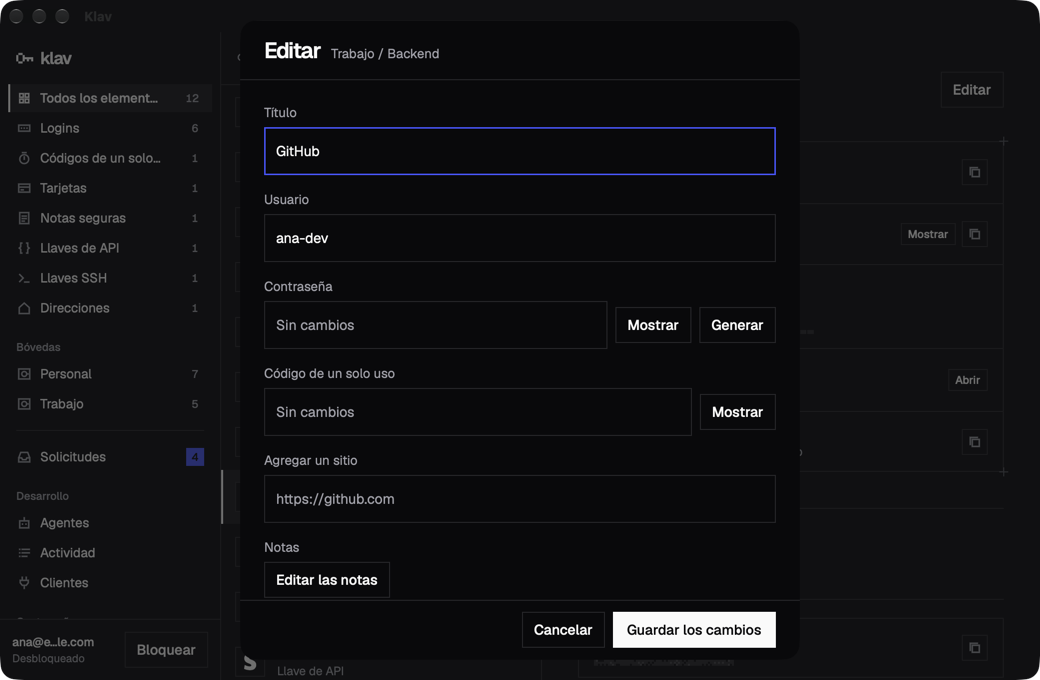 Klav
klav
Todos los element... 12
Logins 6
Códigos de un solo... 1
Tarjetas 1
Notas seguras 1
Llaves de API 1
Llaves SSH 1
Direcciones 1
Bóvedas
Personal 7
Trabajo 5
Solicitudes 4
Desarrollo
Agentes
Actividad
Clientes
ana@e...le.com
Desbloqueado
Bloquear
Editar Trabajo / Backend
Título
GitHub
Usuario
ana-dev
Contraseña
Sin cambios Mostrar Generar
Código de un solo uso
Sin cambios Mostrar
Agregar un sitio
https://github.com
Notas
Editar las notas
Cancelar Guardar los cambios
Editar
Mostrar
Abrir
S
Llave de API